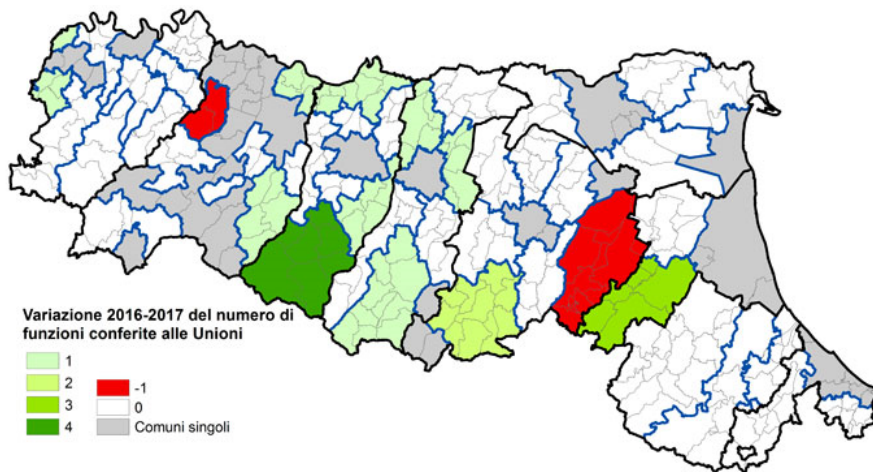 Variazione 2016-2017 del numero di
funzioni conferite alle Unioni
1
2
3
4
-1
0
Comuni singoli